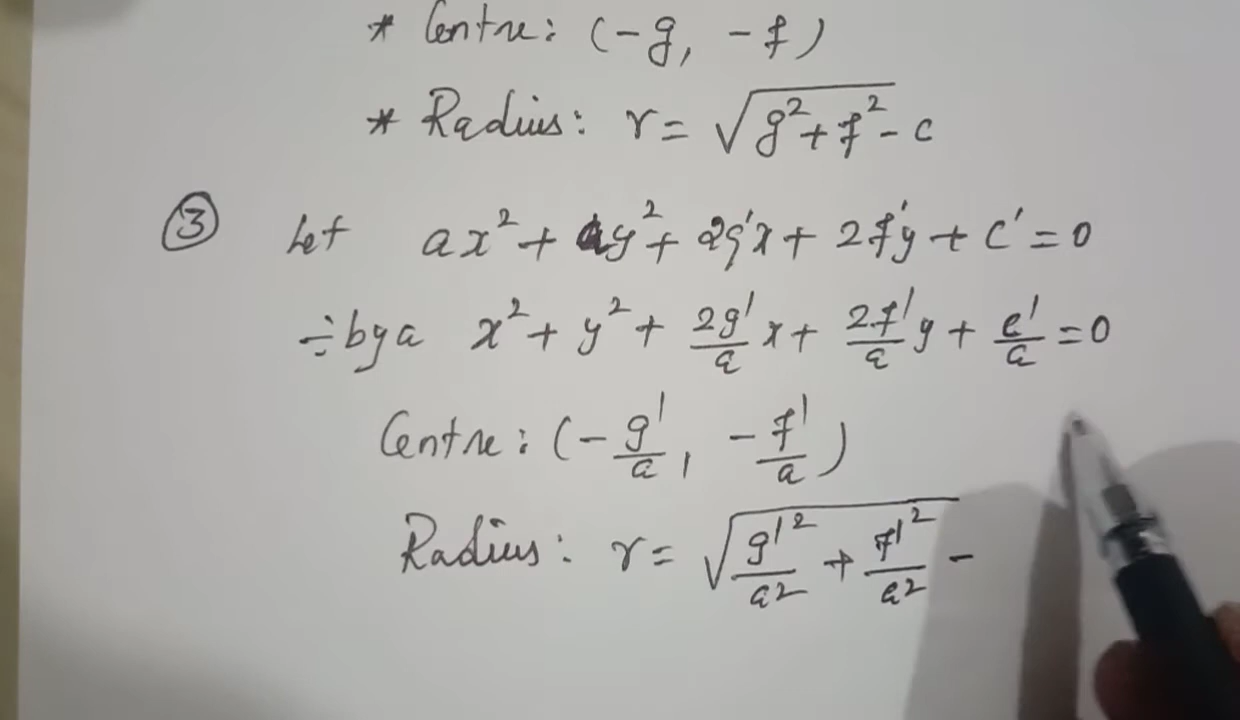 * Centre: (-g, -f)
* Radius: r = √g²+f² - c
③ Let ax² + ay² + 2g'x + 2f'y + c' = 0
÷ by a x² + y² + 2g'/a x + 2f'/a y + c'/a = 0
Centre: (-g'/a, -f'/a)
Radius: r = √g'²/a² + f'²/a² -